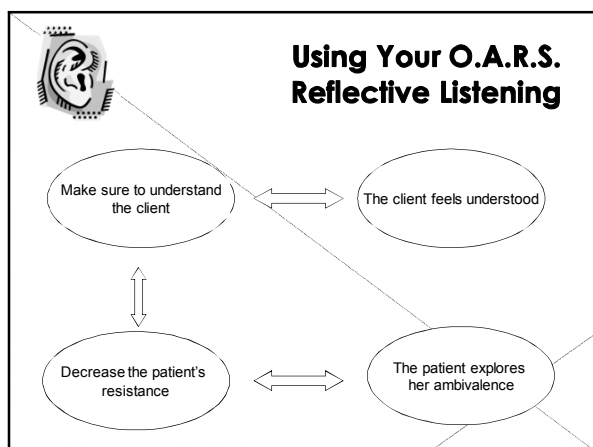 Using Your O.A.R.S.
Reflective Listening
Make sure to understand
the client
The client feels understood
Decrease the patient's
resistance
The patient explores
her ambivalence